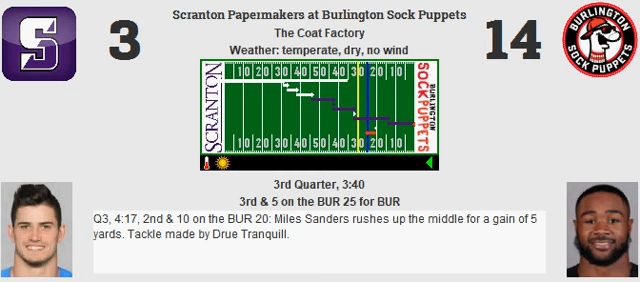 Scranton Papermakers at Burlington Sock Puppets
S
3
14
BURLINGTON
SOCK PUPPETS
The Coat Factory
Weather: temperate, dry, no wind
SCRANTON
10 20 30 40 50 40 30 20 10
10 20 30 40 50 40 30 20 10
BURLINGTON
SOCKPUPPETS
3rd Quarter, 3:40
3rd & 5 on the BUR 25 for BUR
Q3, 4:17, 2nd & 10 on the BUR 20: Miles Sanders rushes up the middle for a gain of 5
yards. Tackle made by Drue Tranquill.